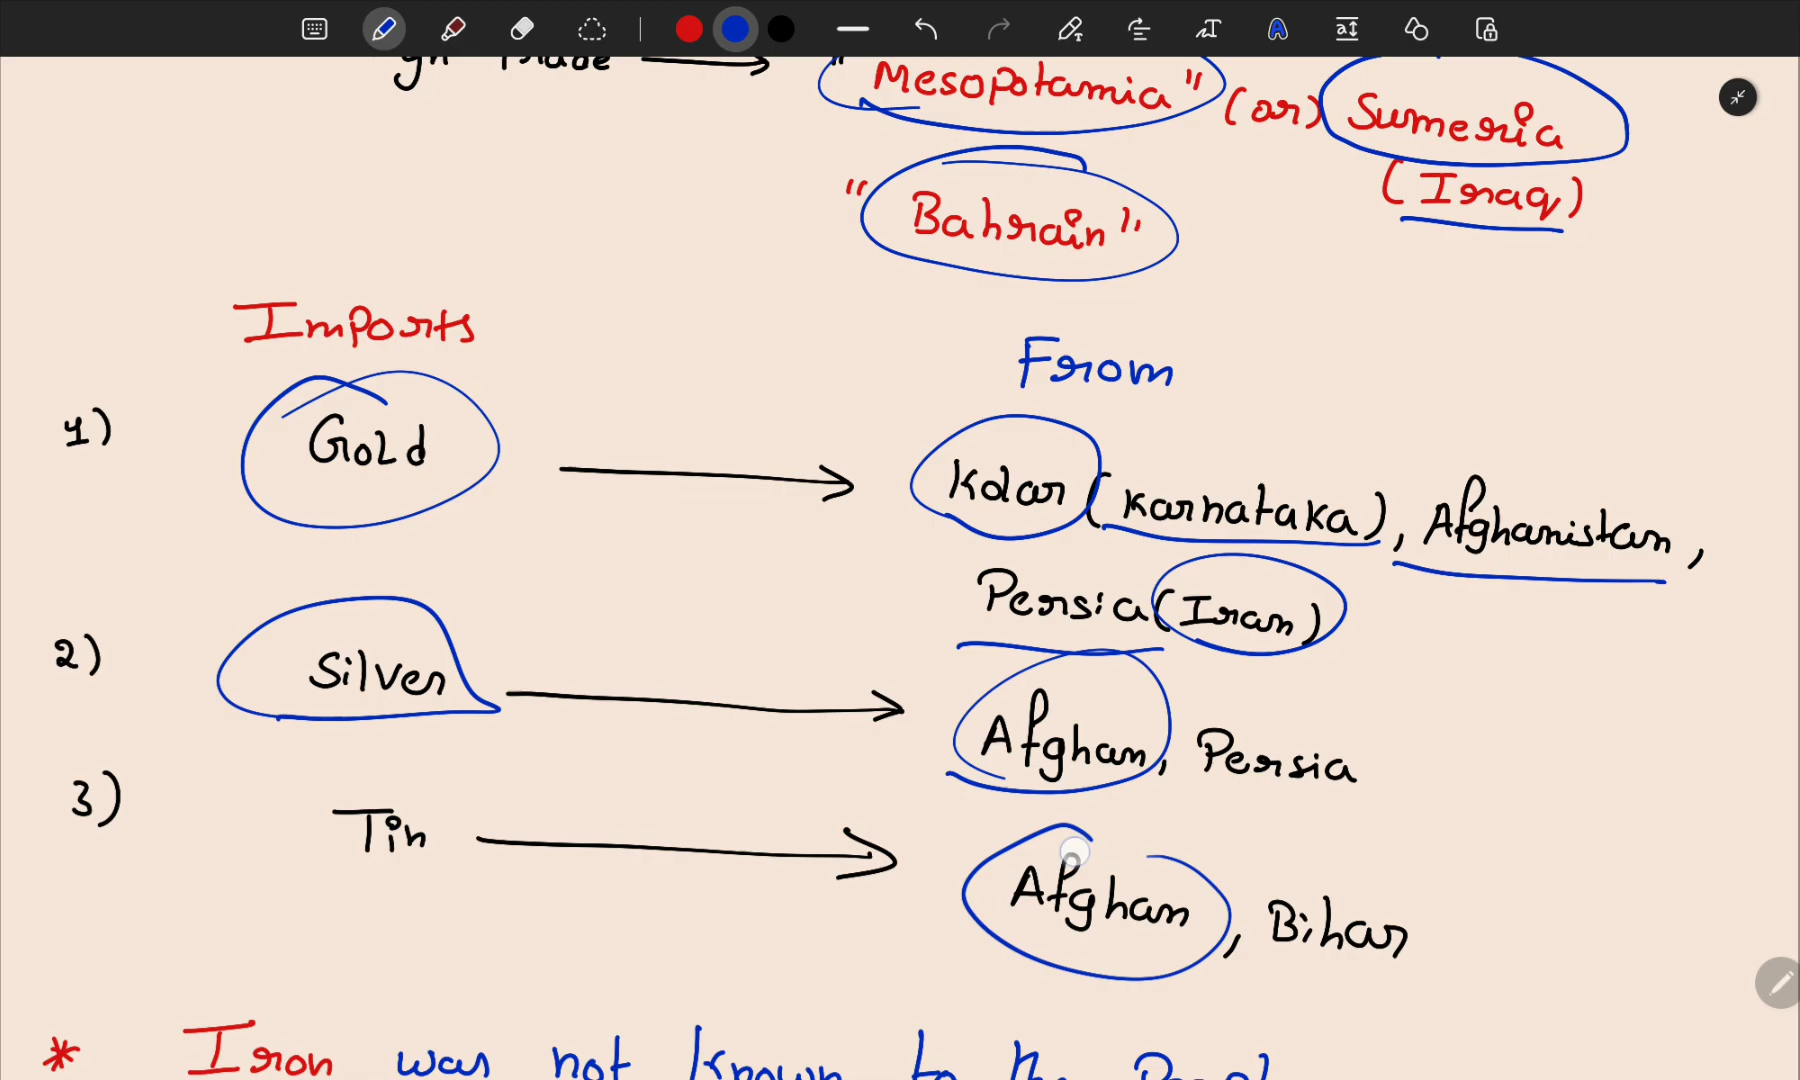 Trade → "Mesopotamia" (or) Sumeria
(Iraq)
"Bahrain"
Imports From
1) Gold → Kolar (Karnataka), Afghanistan,
Persia (Iran)
2) Silver → Afghan, Persia
3) Tin → Afghan, Bihar
* Iron was not known to the